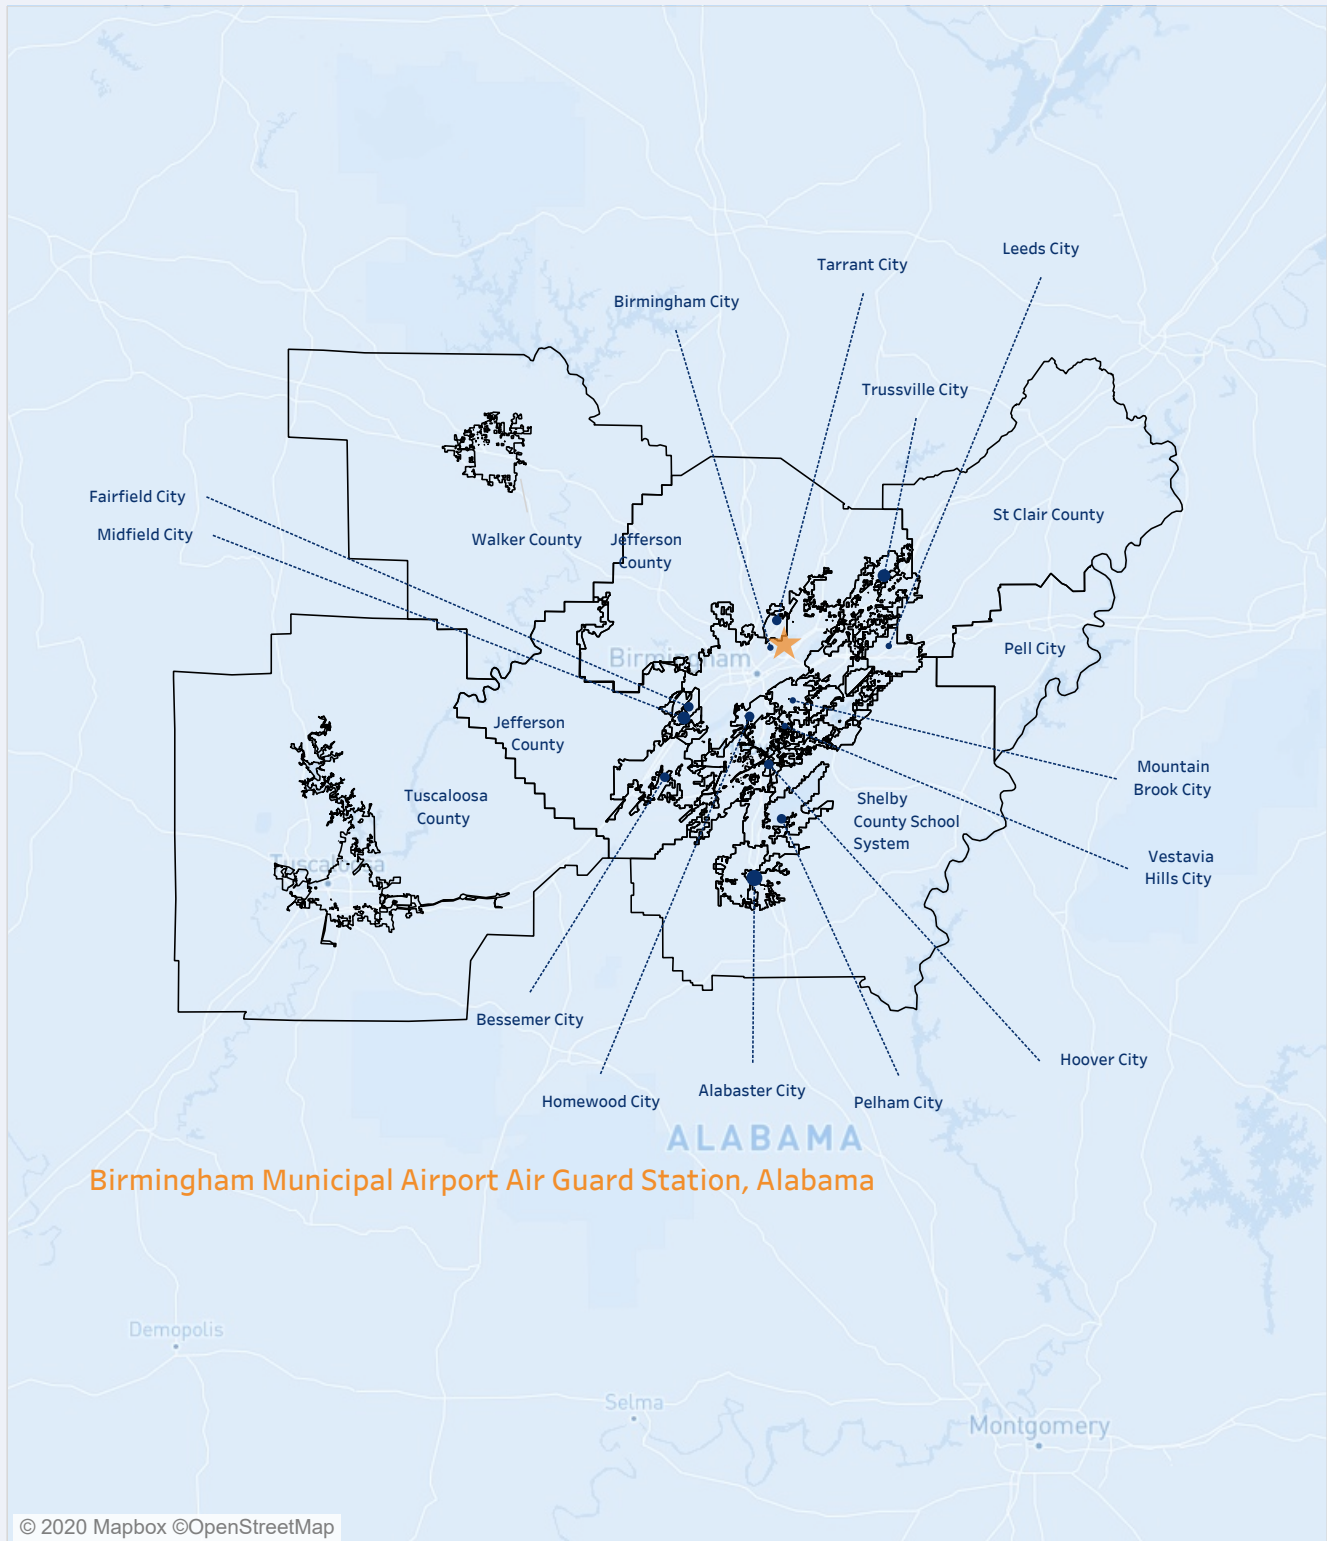 Leeds City
Tarrant City
Birmingham City
Trussville City
Fairfield City
St Clair County
Midfield City
Walker County
Jefferson
County
Pell City
Birmingham
Jefferson
County
Mountain
Brook City
Tuscaloosa
County
Shelby
County School
System
Tuscaloosa
Vestavia
Hills City
Bessemer City
Hoover City
Homewood City
Alabaster City
Pelham City
ALABAMA
Birmingham Municipal Airport Air Guard Station, Alabama
Demopolis
Selma
Montgomery
© 2020 Mapbox ©OpenStreetMap